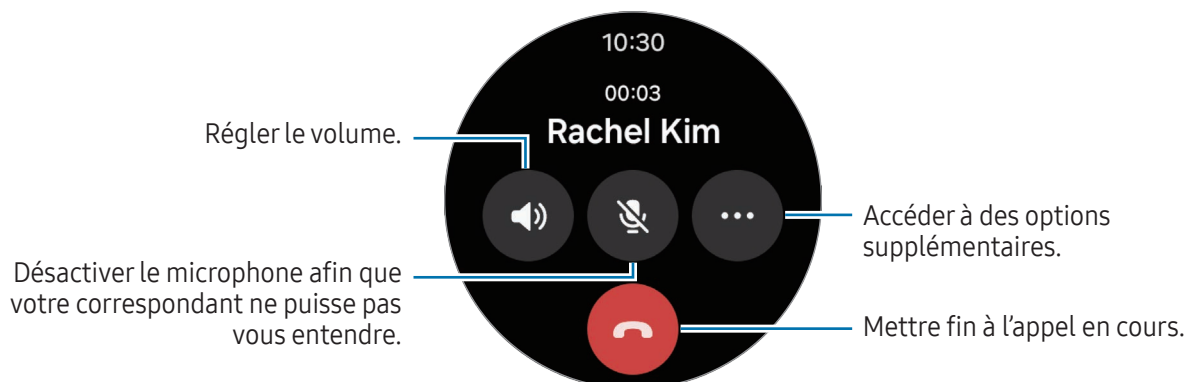 10:30
00:03
Rachel Kim
Régler le volume.
Accéder à des options
supplémentaires.
Désactiver le microphone afin que
votre correspondant ne puisse pas
vous entendre.
Mettre fin à l’appel en cours.